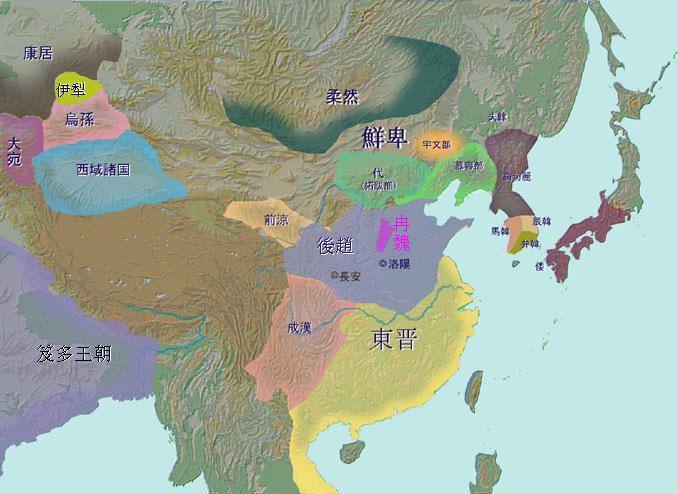 康居
伊犁
烏孫
大宛
西域諸国
柔然
鮮卑
宇文部
代
(拓跋部)
慕容部
夫餘
高句麗
馬韓
辰韓
弁韓
倭
前涼
後趙
冉魏
洛陽
長安
成漢
東晋
笈多王朝